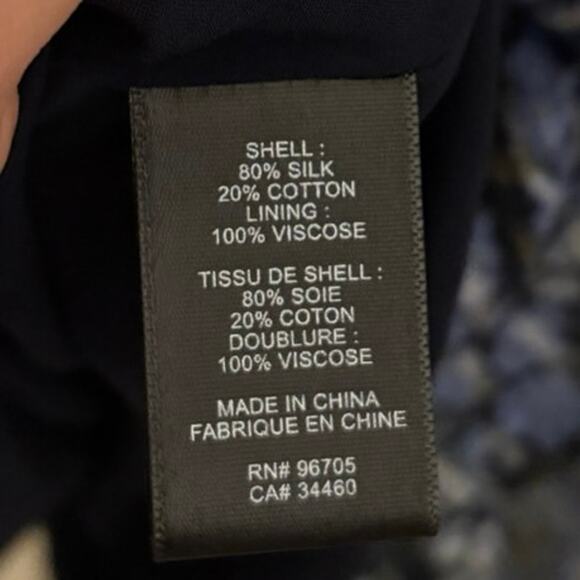 SHELL :
80% SILK
20% COTTON
LINING :
100% VISCOSE
TISSU DE SHELL :
80% SOIE
20% COTON
DOUBLURE :
100% VISCOSE
MADE IN CHINA
FABRIQUE EN CHINE
RN# 96705
CA# 34460